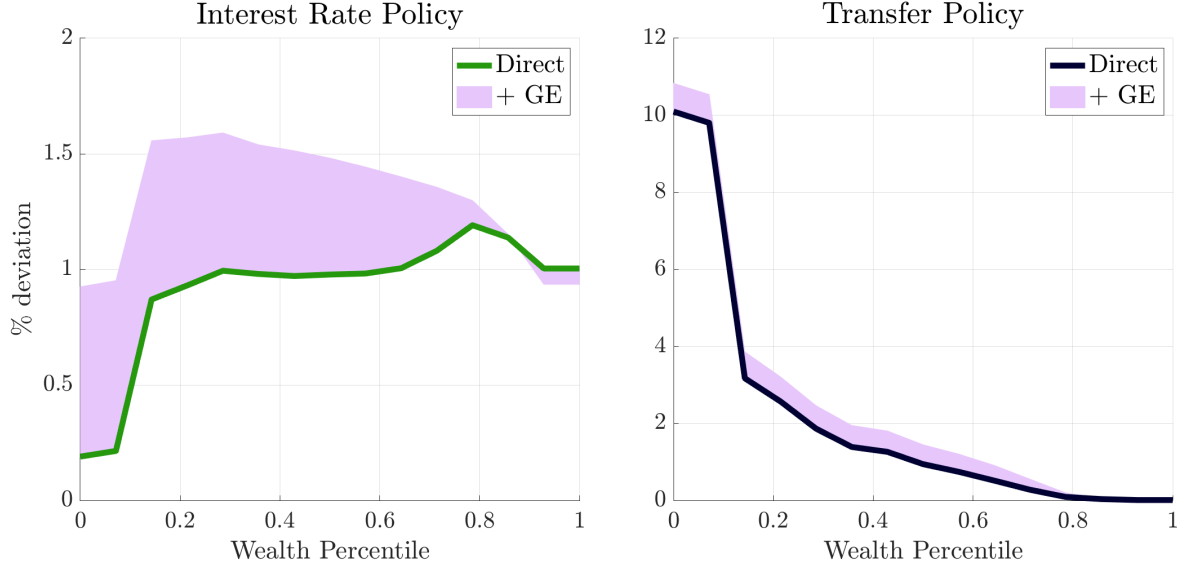 Interest Rate Policy
2
1.5
1
0.5
0
% deviation
0
0.2
0.4
0.6
0.8
1
Wealth Percentile
Direct
+ GE
Transfer Policy
12
10
8
6
4
2
0
0
0.2
0.4
0.6
0.8
1
Wealth Percentile
Direct
+ GE